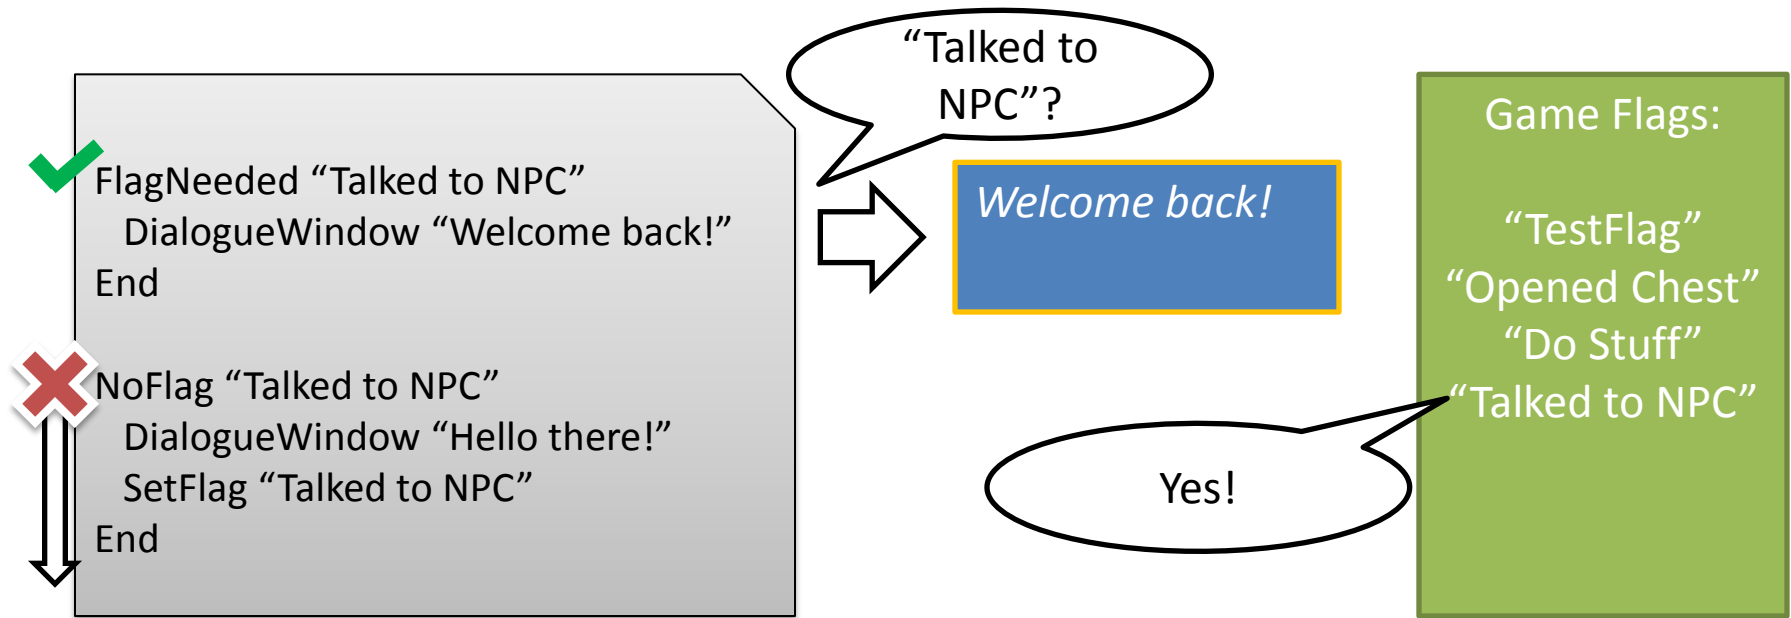 FlagNeeded “Talked to NPC”
DialogueWindow “Welcome back!”
End
NoFlag “Talked to NPC”
DialogueWindow “Hello there!”
SetFlag “Talked to NPC”
End
“Talked to
NPC”?
Welcome back!
Yes!
Game Flags:
“TestFlag”
“Opened Chest”
“Do Stuff”
“Talked to NPC”